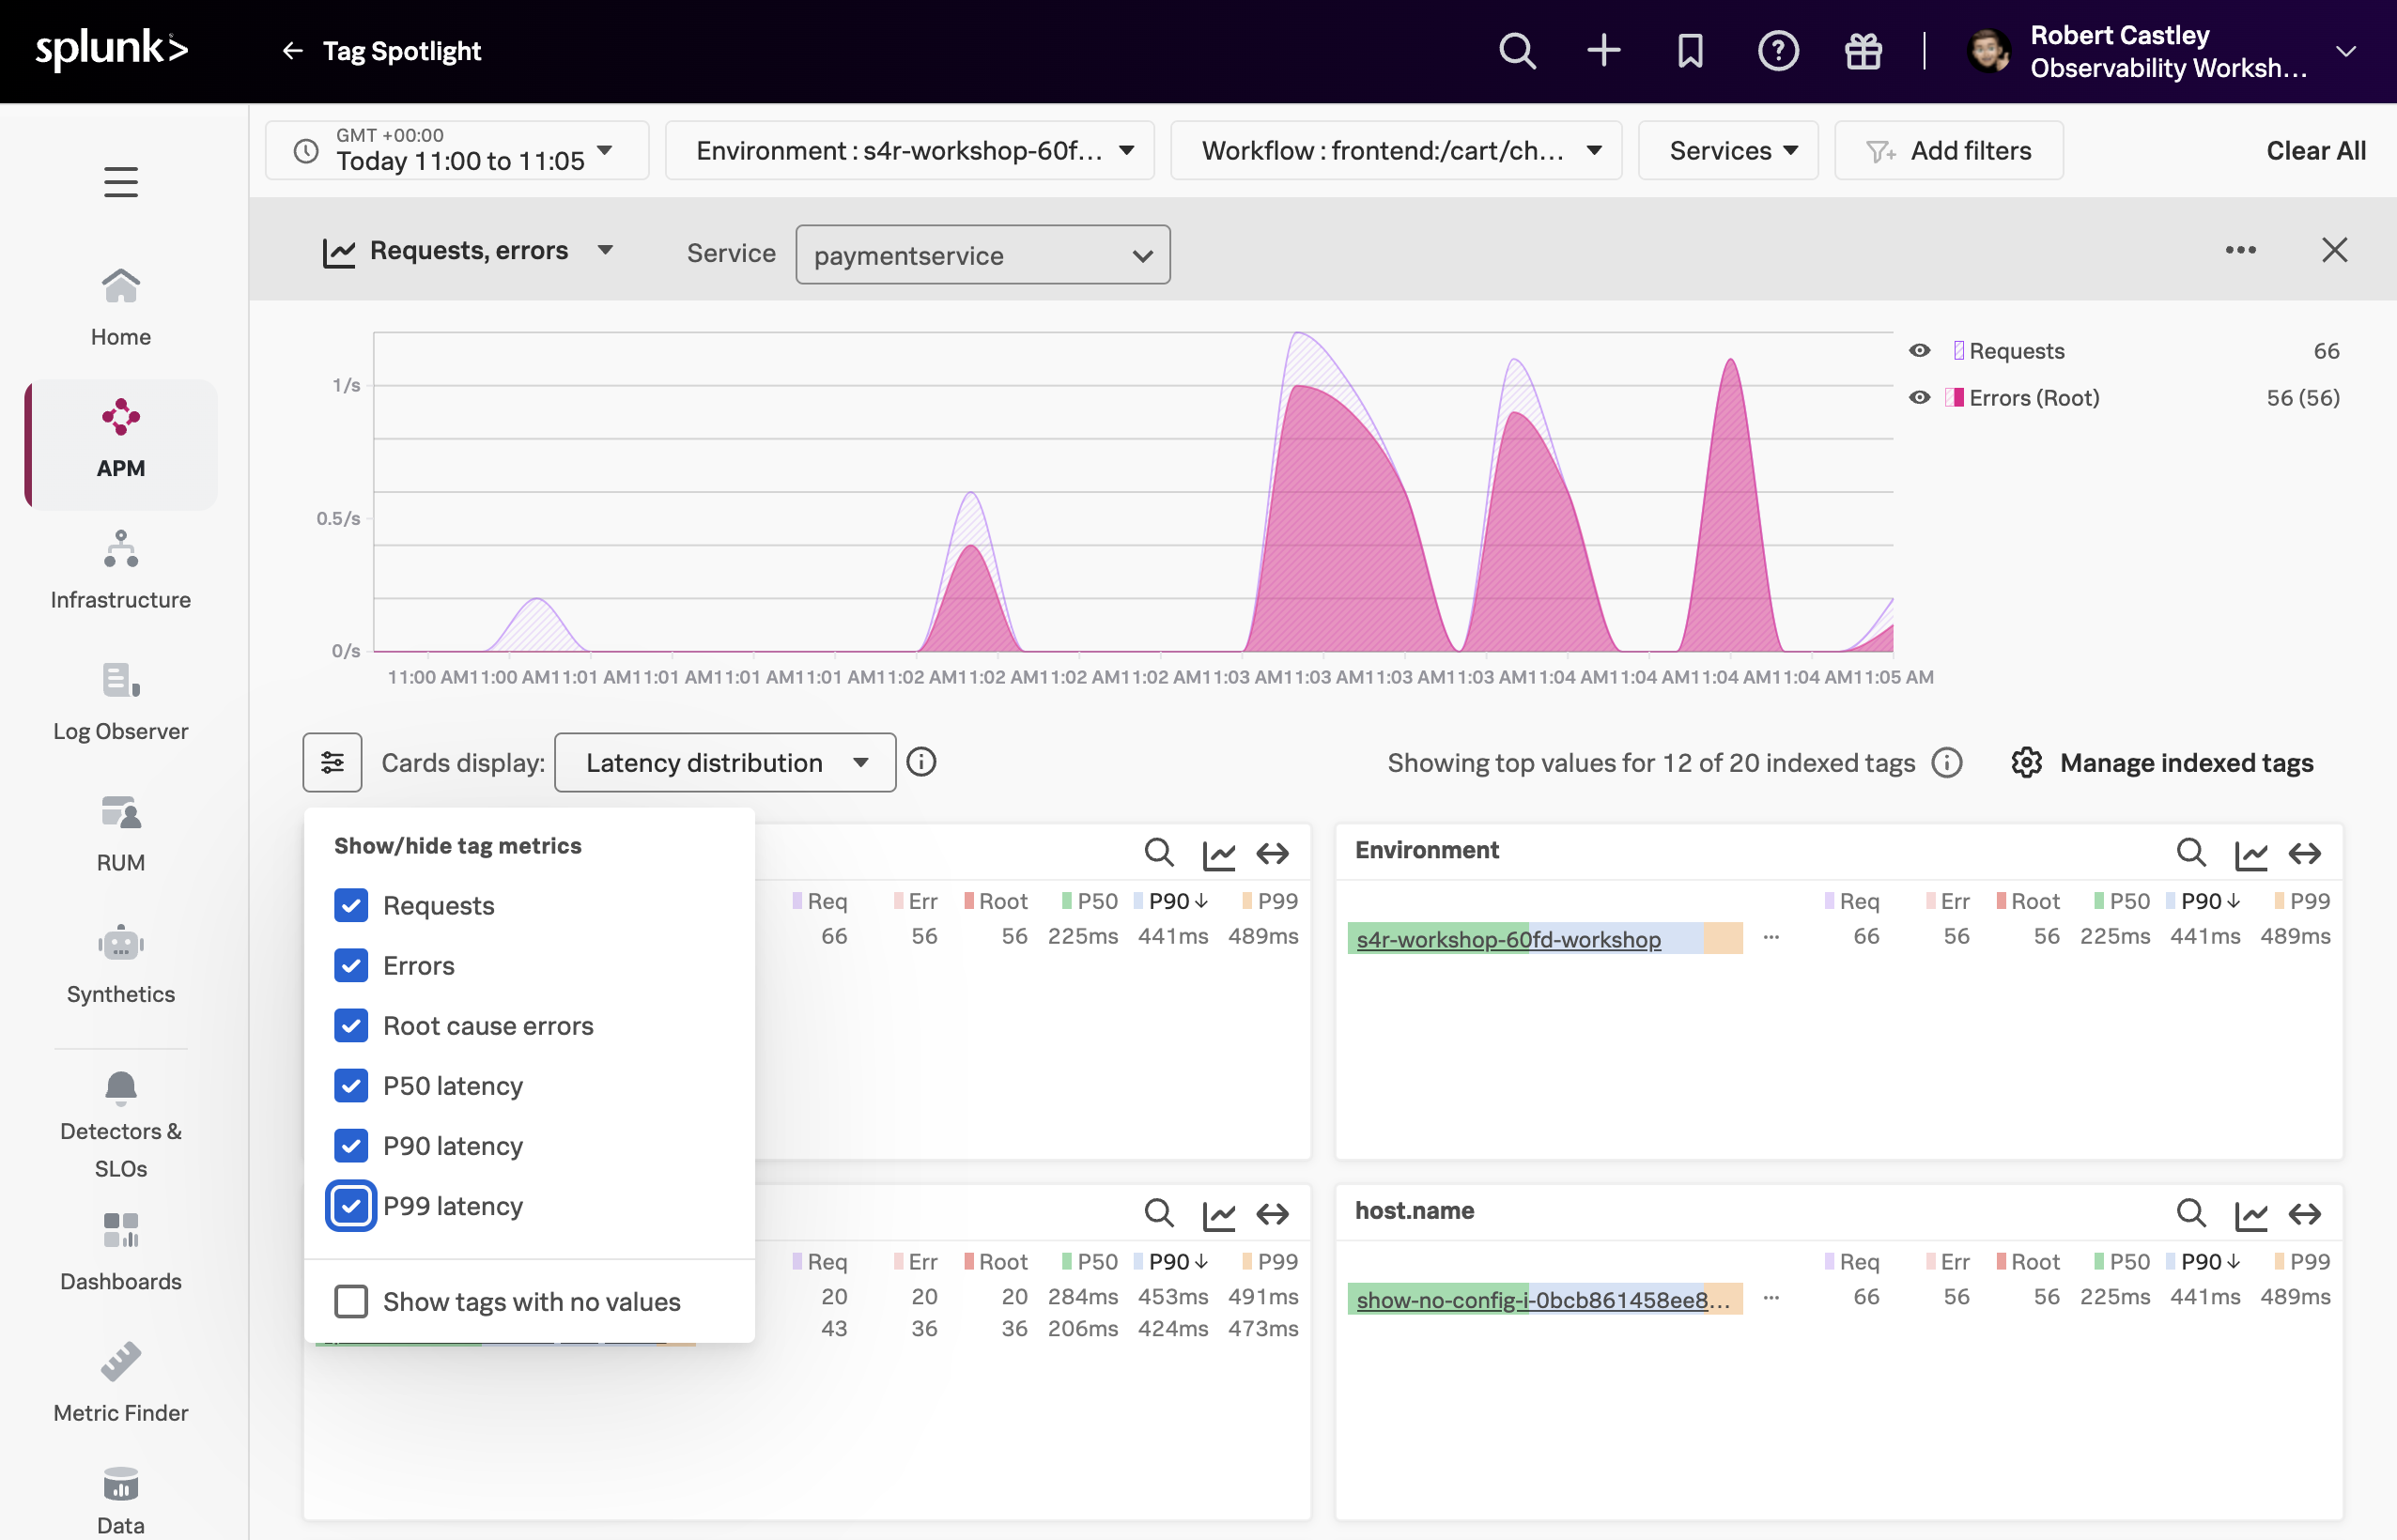 splunk>
Tag Spotlight
Robert Castley
Observability Worksh...
GMT +00:00
Today 11:00 to 11:05
Environment : s4r-workshop-60f...
Workflow : frontend:/cart/ch...
Services
Add filters
Clear All
Home
APM
Infrastructure
Log Observer
RUM
Synthetics
Detectors &
SLOs
Dashboards
Metric Finder
Data
Requests, errors
Service
paymentservice
1/s
0.5/s
0/s
11:00 AM 11:00 AM 11:01 AM 11:01 AM 11:01 AM 11:01 AM 11:02 AM 11:02 AM 11:02 AM 11:02 AM 11:03 AM 11:03 AM 11:03 AM 11:03 AM 11:04 AM 11:04 AM 11:04 AM 11:04 AM 11:05 AM
Requests 66
Errors (Root) 56 (56)
Cards display:
Latency distribution
Showing top values for 12 of 20 indexed tags
Manage indexed tags
Show/hide tag metrics
Requests
Errors
Root cause errors
P50 latency
P90 latency
P99 latency
Show tags with no values
Req Err Root P50 P90 P99
66 56 56 225ms 441ms 489ms
Environment
Req Err Root P50 P90 P99
s4r-workshop-60fd-workshop ... 66 56 56 225ms 441ms 489ms
Req Err Root P50 P90 P99
20 20 20 284ms 453ms 491ms
43 36 36 206ms 424ms 473ms
host.name
Req Err Root P50 P90 P99
show-no-config-i-0bcb861458ee8... ... 66 56 56 225ms 441ms 489ms